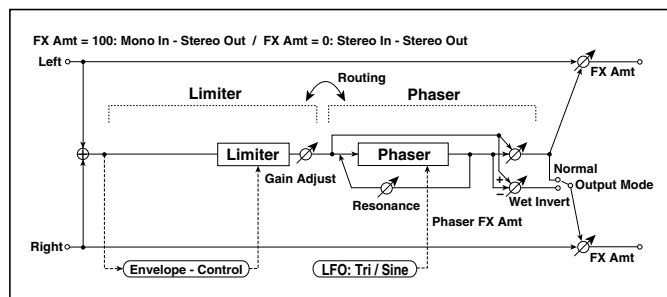 FX Amt = 100: Mono In - Stereo Out / FX Amt = 0: Stereo In - Stereo Out
Left
FX Amt
Routing
Limiter
Phaser
Limiter
Phaser
Gain Adjust
Normal
Output Mode
+
−
Wet Invert
Resonance
Phaser FX Amt
Right
FX Amt
Envelope - Control
LFO: Tri / Sine